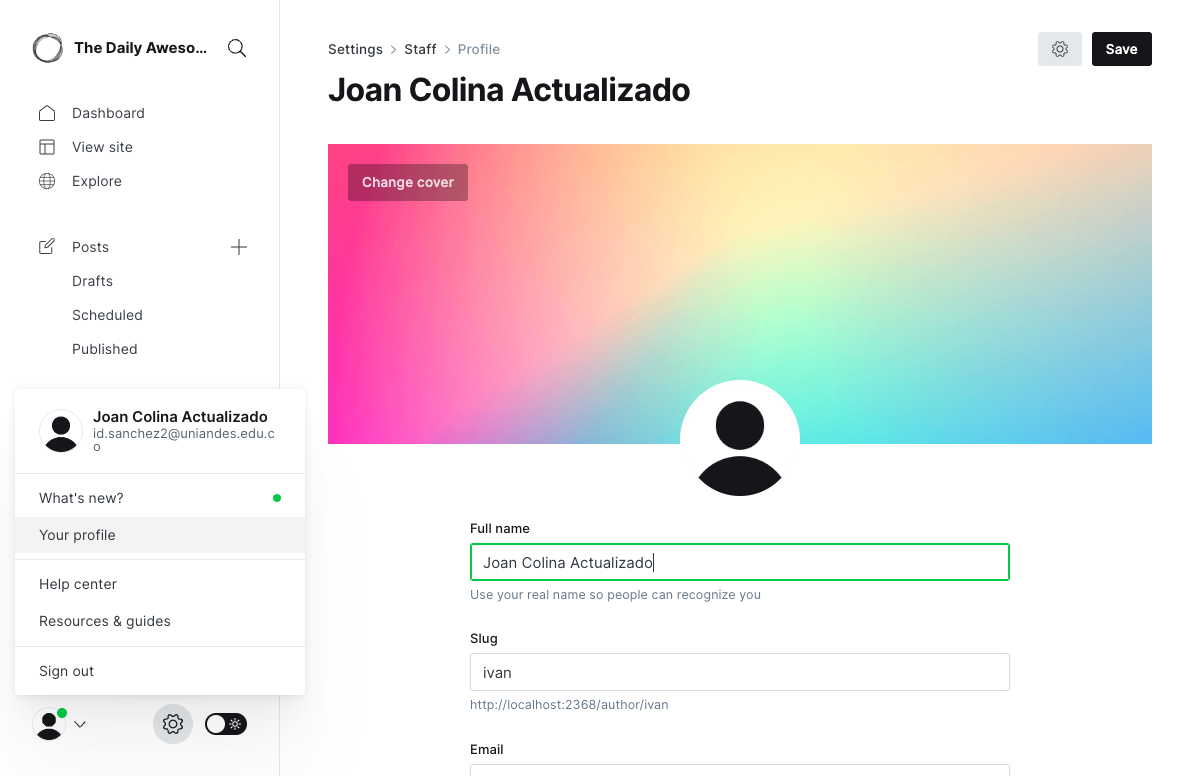 The Daily Aweso...
Dashboard
View site
Explore
Posts
Drafts
Scheduled
Published
Joan Colina Actualizado
id.sanchez2@uniandes.edu.c
o
What's new?
Your profile
Help center
Resources & guides
Sign out
Settings > Staff > Profile
Save
Joan Colina Actualizado
Change cover
Full name
Joan Colina Actualizado
Use your real name so people can recognize you
Slug
ivan
http://localhost:2368/author/ivan
Email